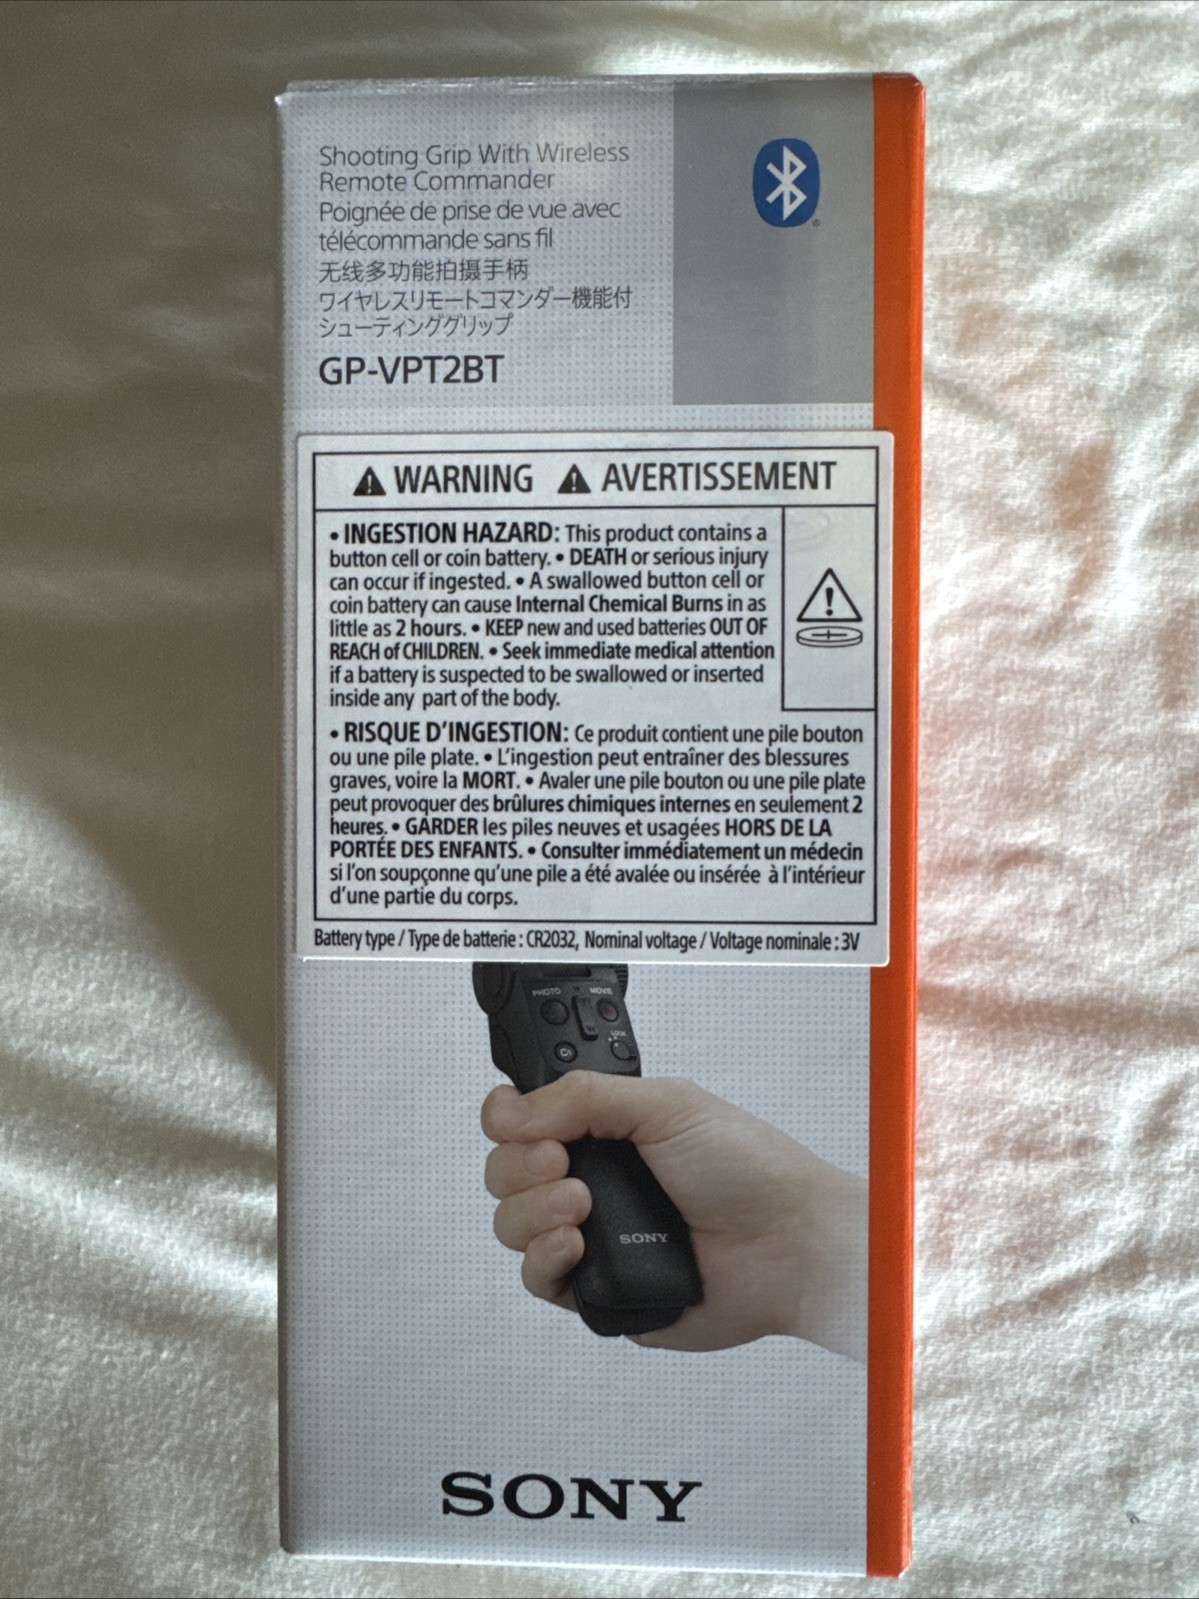 Shooting Grip With Wireless
Remote Commander
Poignée de prise de vue avec
télécommande sans fil
无线多功能拍摄手柄
ワイヤレスリモートコマンダー機能付
シューティンググリップ
GP-VPT2BT
WARNING AVERTISSEMENT
• INGESTION HAZARD: This product contains a
button cell or coin battery. • DEATH or serious injury
can occur if ingested. • A swallowed button cell or
coin battery can cause Internal Chemical Burns in as
little as 2 hours. • KEEP new and used batteries OUT OF
REACH of CHILDREN. • Seek immediate medical attention
if a battery is suspected to be swallowed or inserted
inside any part of the body.
• RISQUE D'INGESTION: Ce produit contient une pile bouton
ou une pile plate. • L'ingestion peut entraîner des blessures
graves, voire la MORT. • Avaler une pile bouton ou une pile plate
peut provoquer des brûlures chimiques internes en seulement 2
heures. • GARDER les piles neuves et usagées HORS DE LA
PORTÉE DES ENFANTS. • Consulter immédiatement un médecin
si l'on soupçonne qu'une pile a été avalée ou insérée à l'intérieur
d'une partie du corps.
Battery type / Type de batterie : CR2032, Nominal voltage / Voltage nominale : 3V
PHOTO MOVIE
LOCK
C1
SONY
SONY